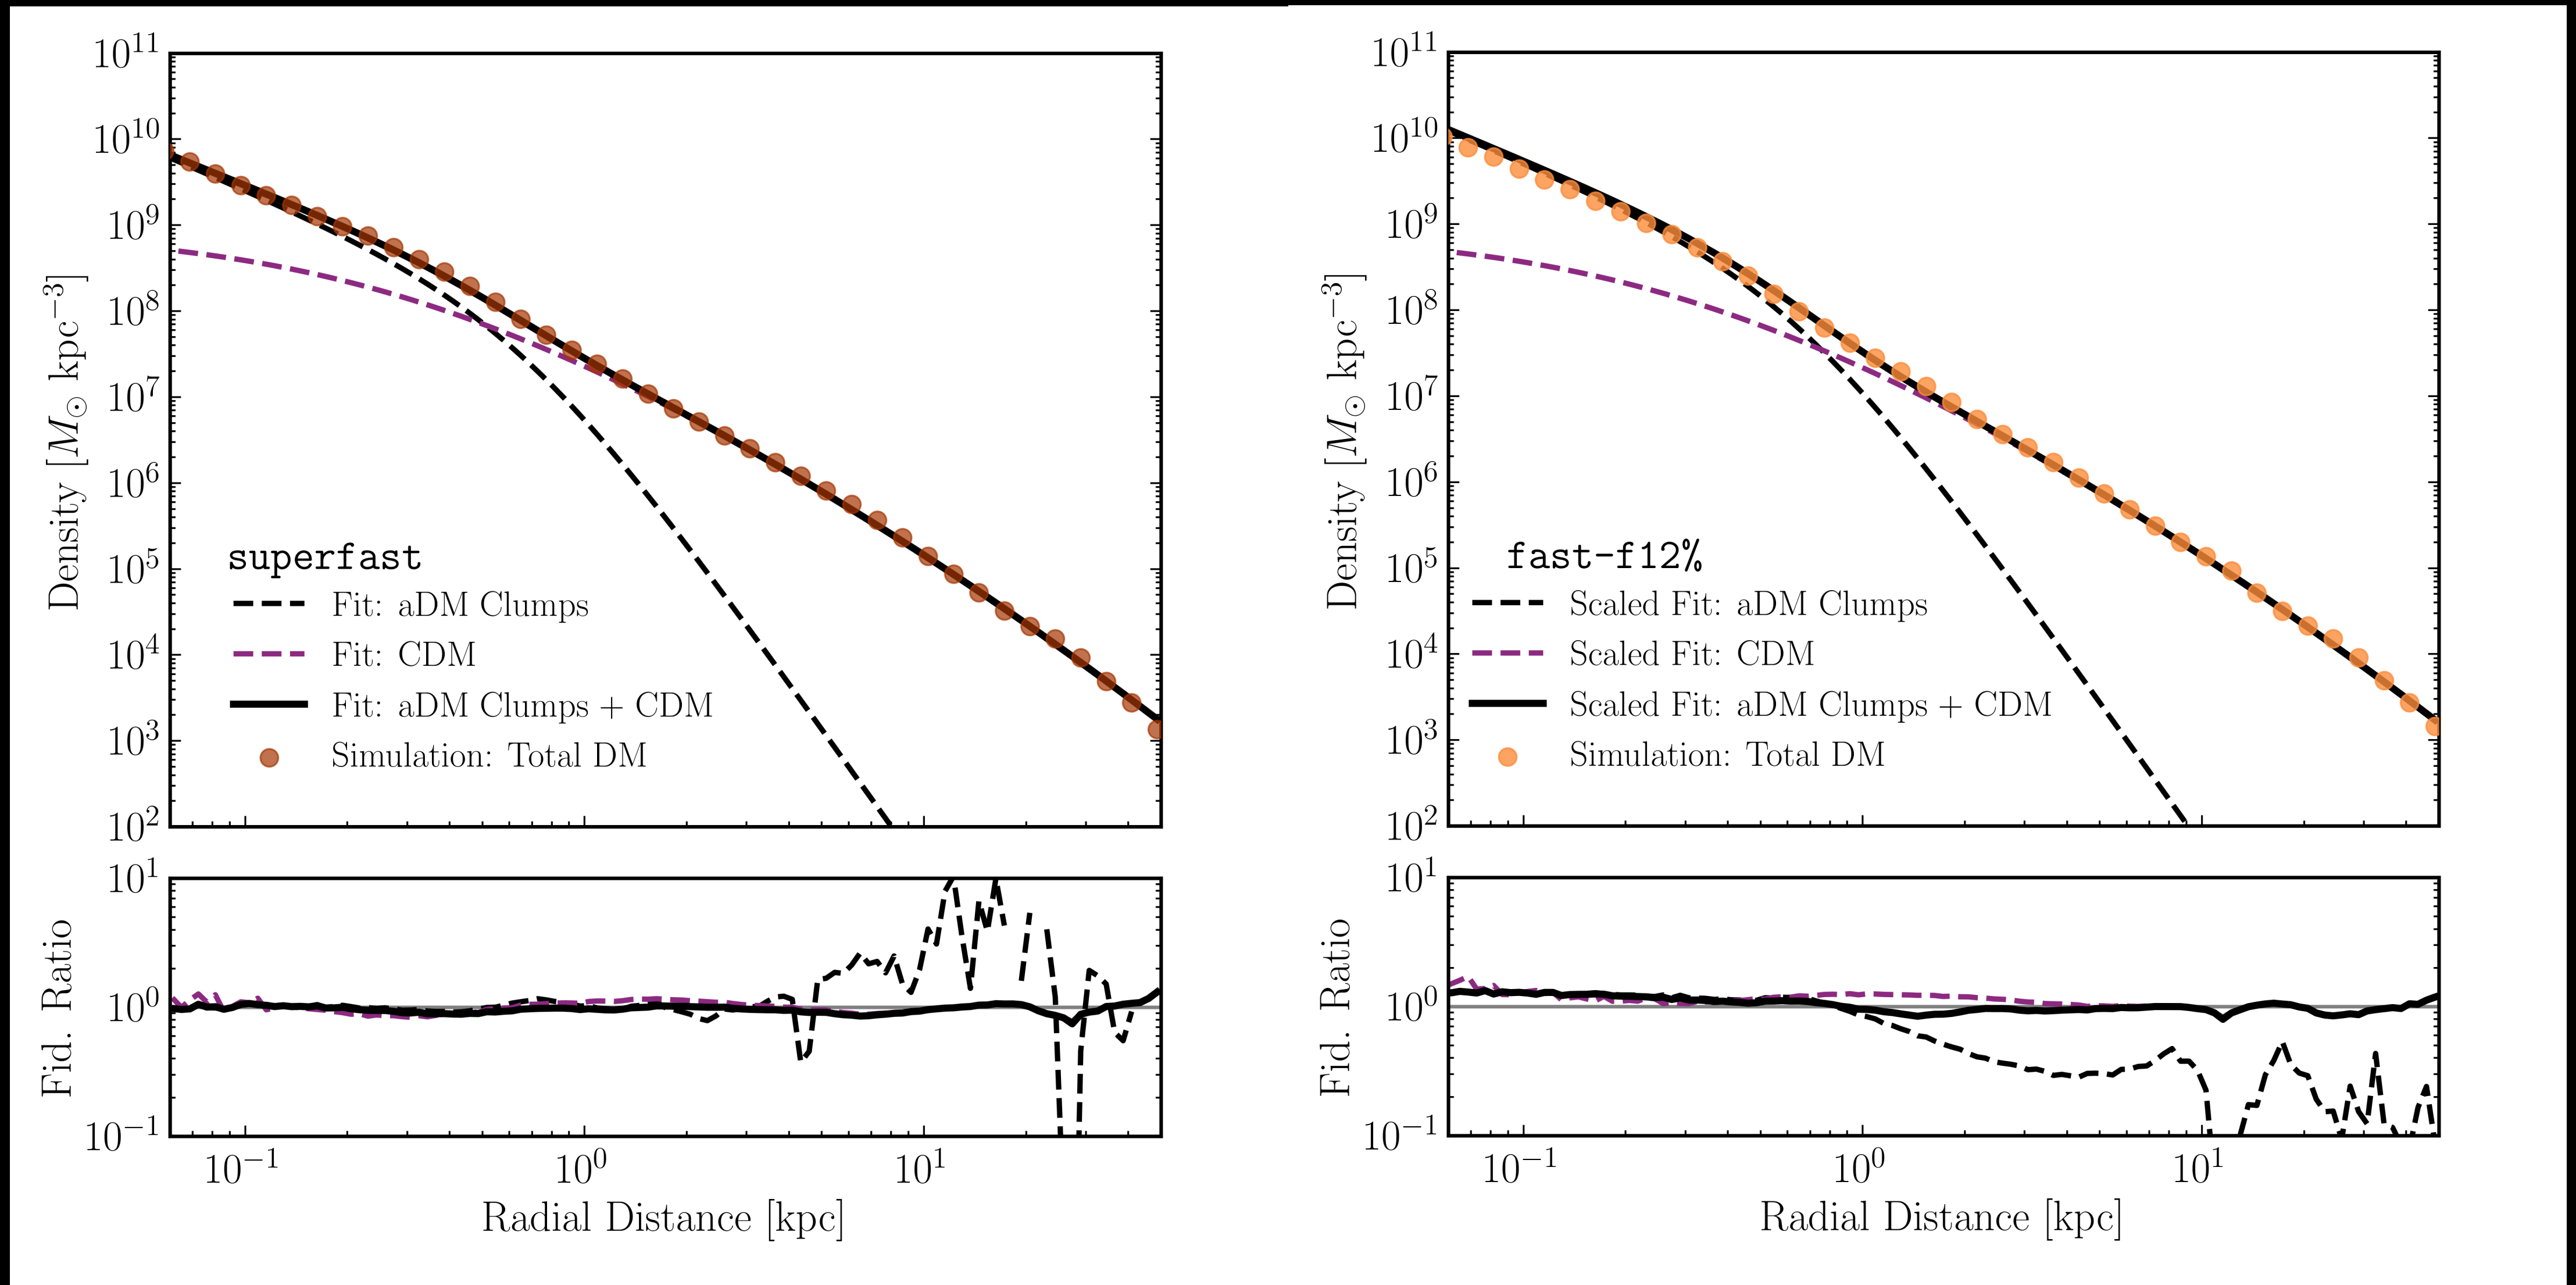 10^11
10^10
10^9
10^8
10^7
10^6
10^5
10^4
10^3
10^2
Density [M_⊙ kpc^−3]
superfast
Fit: aDM Clumps
Fit: CDM
Fit: aDM Clumps + CDM
Simulation: Total DM
10^1
10^0
10^−1
Fid. Ratio
10^−1 10^0 10^1
Radial Distance [kpc]
10^11
10^10
10^9
10^8
10^7
10^6
10^5
10^4
10^3
10^2
Density [M_⊙ kpc^−3]
fast-f12%
Scaled Fit: aDM Clumps
Scaled Fit: CDM
Scaled Fit: aDM Clumps + CDM
Simulation: Total DM
10^1
10^0
10^−1
Fid. Ratio
10^−1 10^0 10^1
Radial Distance [kpc]